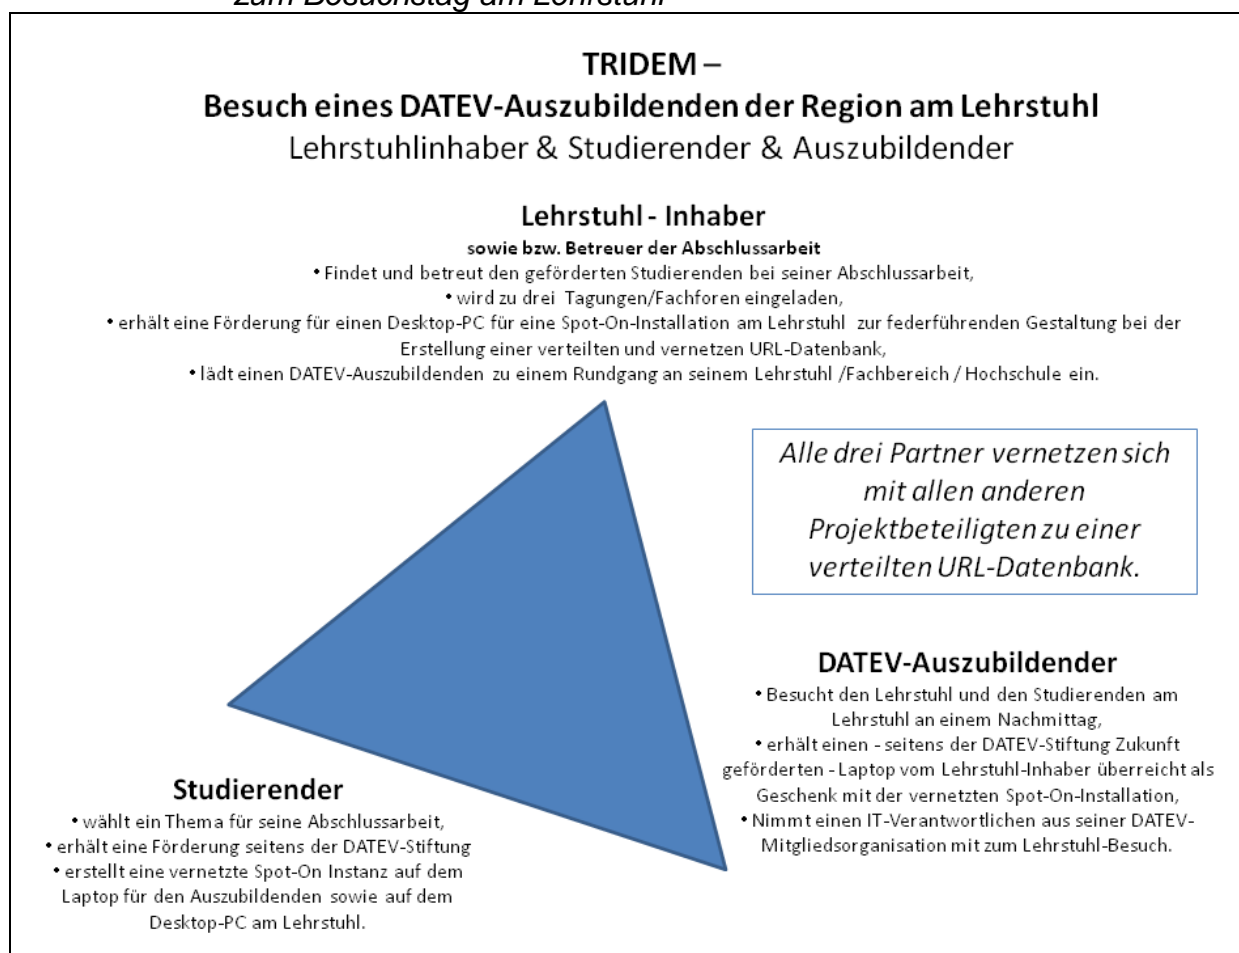 zum Besuchstag am Lehrstuhl
TRIDEM –
Besuch eines DATEV-Auszubildenden der Region am Lehrstuhl
Lehrstuhlinhaber & Studierender & Auszubildender
Lehrstuhl - Inhaber
sowie bzw. Betreuer der Abschlussarbeit
• Findet und betreut den geförderten Studierenden bei seiner Abschlussarbeit,
• wird zu drei Tagungen/Fachforen eingeladen,
• erhält eine Förderung für einen Desktop-PC für eine Spot-On-Installation am Lehrstuhl zur federführenden Gestaltung bei der
Erstellung einer verteilten und vernetzen URL-Datenbank,
• lädt einen DATEV-Auszubildenden zu einem Rundgang an seinem Lehrstuhl /Fachbereich / Hochschule ein.
Alle drei Partner vernetzen sich
mit allen anderen
Projektbeteiligten zu einer
verteilten URL-Datenbank.
DATEV-Auszubildender
• Besucht den Lehrstuhl und den Studierenden am
Lehrstuhl an einem Nachmittag,
• erhält einen - seitens der DATEV-Stiftung Zukunft
geförderten - Laptop vom Lehrstuhl-Inhaber überreicht als
Geschenk mit der vernetzten Spot-On-Installation,
• Nimmt einen IT-Verantwortlichen aus seiner DATEV-
Mitgliedsorganisation mit zum Lehrstuhl-Besuch.
Studierender
• wählt ein Thema für seine Abschlussarbeit,
• erhält eine Förderung seitens der DATEV-Stiftung
• erstellt eine vernetzte Spot-On Instanz auf dem
Laptop für den Auszubildenden sowie auf dem
Desktop-PC am Lehrstuhl.